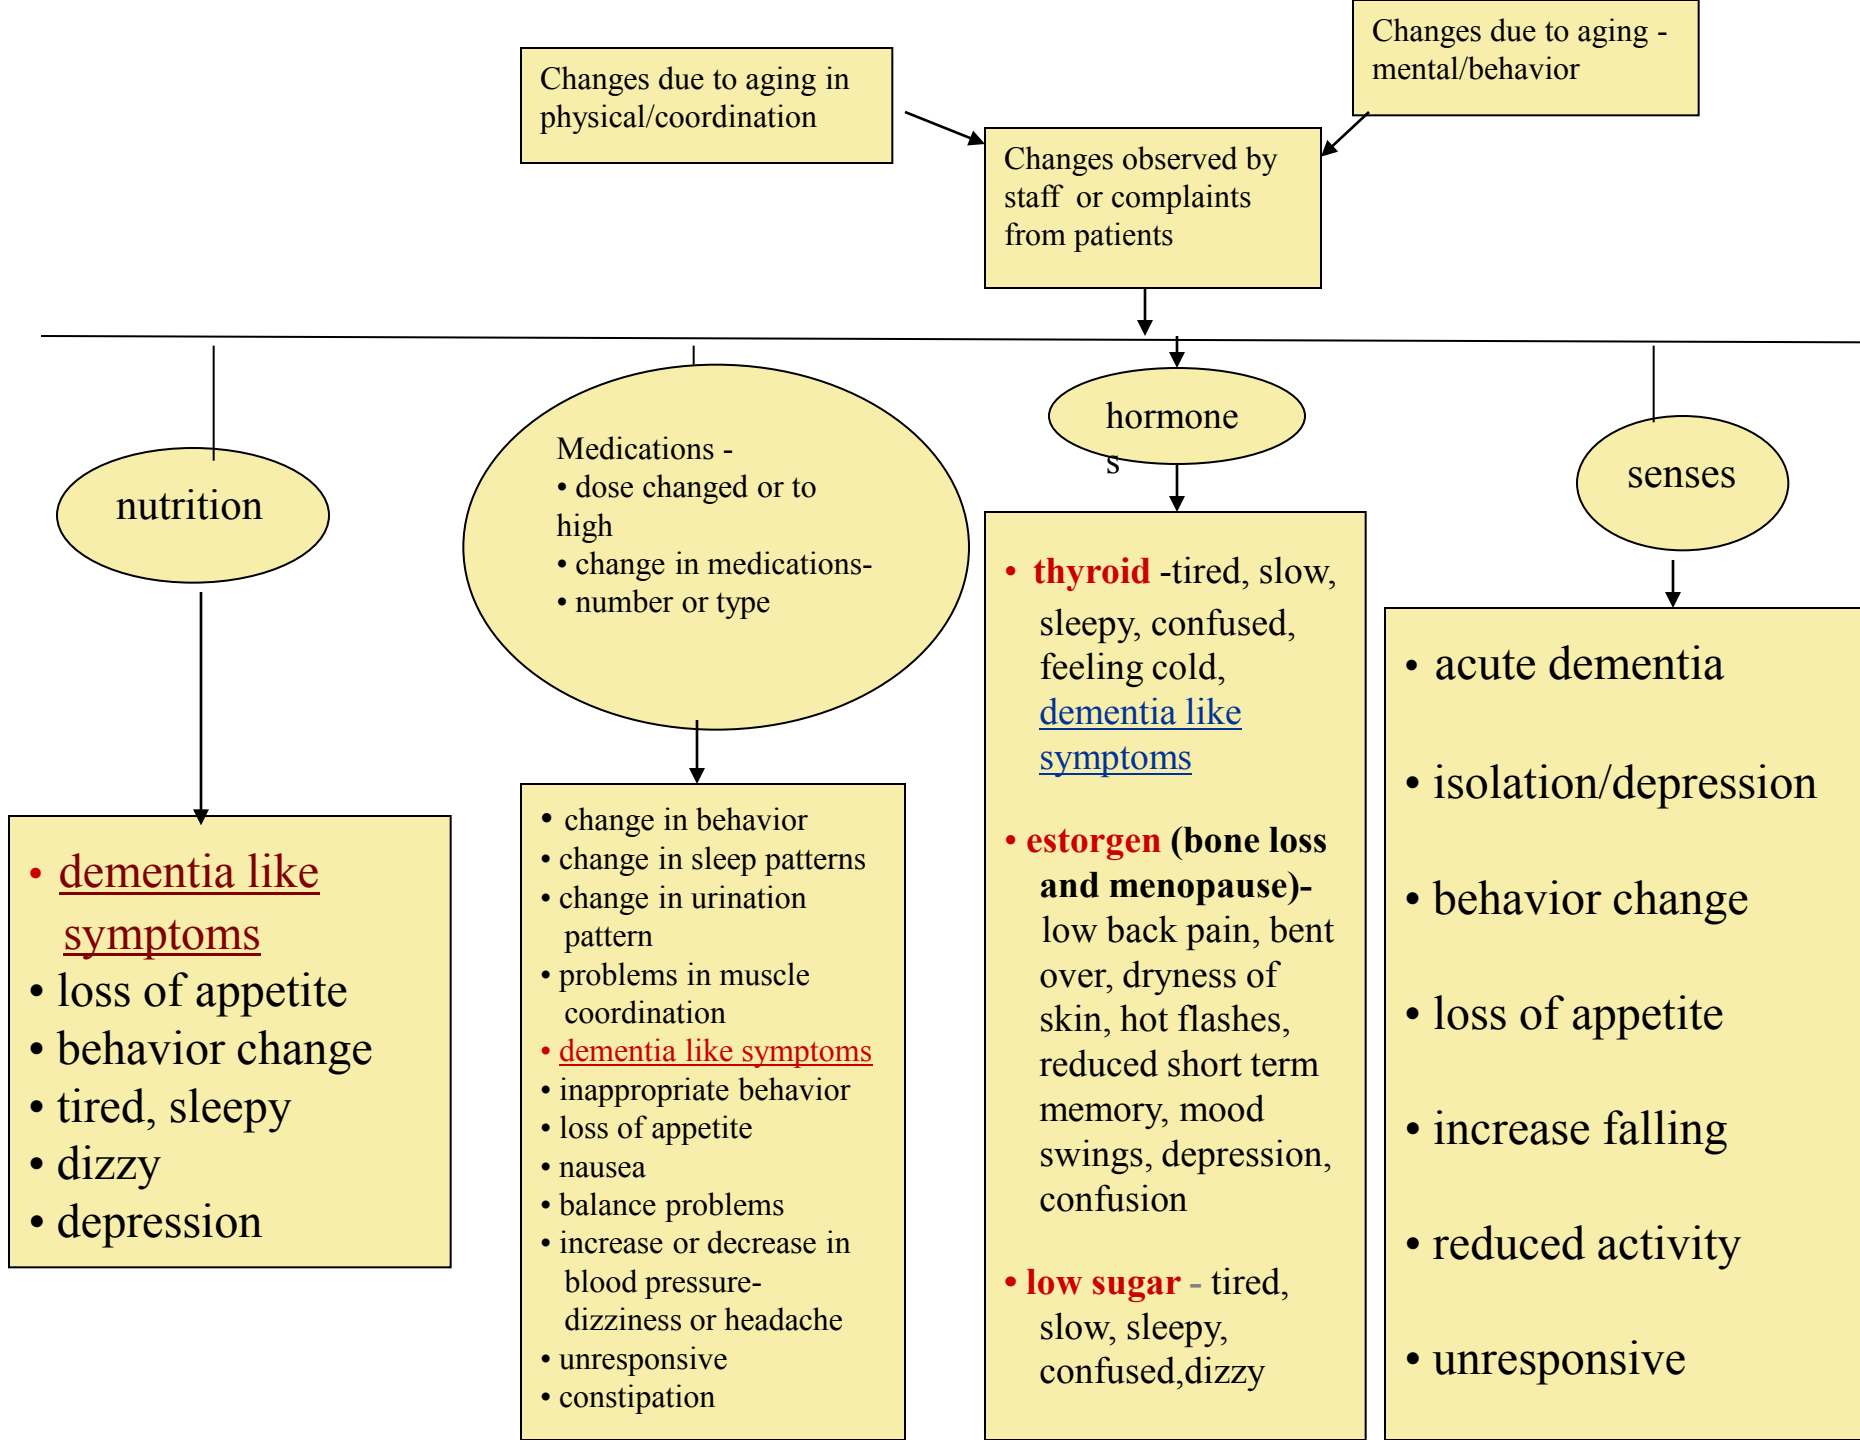 Changes due to aging in
physical/coordination
Changes due to aging -
mental/behavior
Changes observed by
staff  or complaints
from patients
nutrition
Medications -
• dose changed or to
high
• change in medications-
• number or type
hormone
s
senses
• dementia like
symptoms
• loss of appetite
• behavior change
• tired, sleepy
• dizzy
• depression
• change in behavior
• change in sleep patterns
• change in urination
pattern
• problems in muscle
coordination
• dementia like symptoms
• inappropriate behavior
• loss of appetite
• nausea
• balance problems
• increase or decrease in
blood pressure-
dizziness or headache
• unresponsive
• constipation
• thyroid -tired, slow,
sleepy, confused,
feeling cold,
dementia like
symptoms
• estorgen (bone loss
and menopause)-
low back pain, bent
over, dryness of
skin, hot flashes,
reduced short term
memory, mood
swings, depression,
confusion
• low sugar - tired,
slow, sleepy,
confused,dizzy
• acute dementia
• isolation/depression
• behavior change
• loss of appetite
• increase falling
• reduced activity
• unresponsive